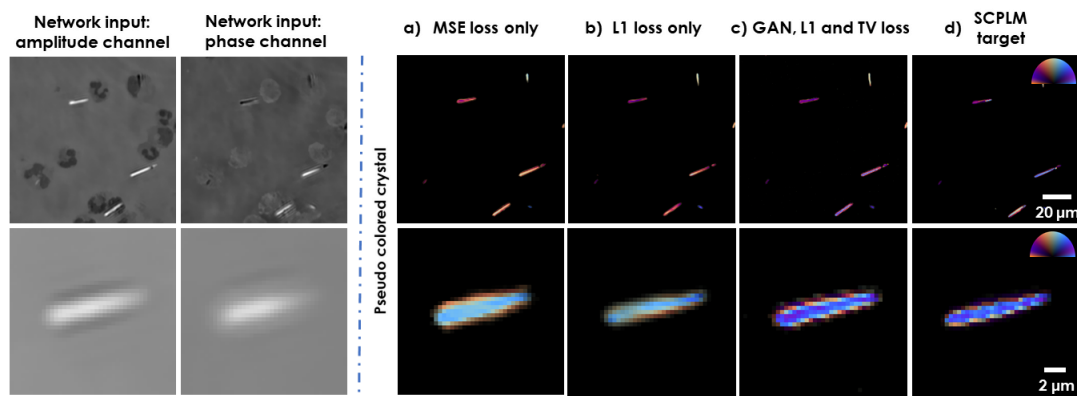 Network input:
amplitude channel
Network input:
phase channel
a) MSE loss only
b) L1 loss only
c) GAN, L1 and TV loss
d) SCPLM
target
Pseudo colored crystal
20 μm
2 μm